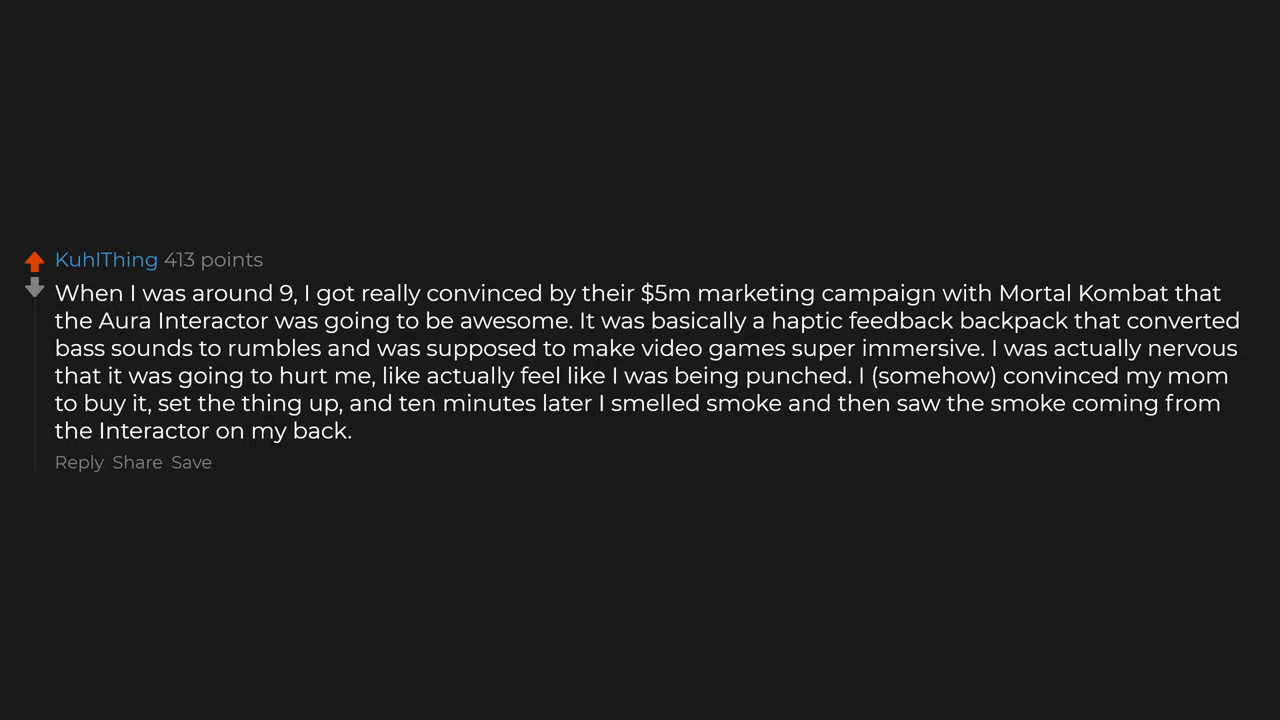 KuhlThing 413 points
When I was around 9, I got really convinced by their $5m marketing campaign with Mortal Kombat that
the Aura Interactor was going to be awesome. It was basically a haptic feedback backpack that converted
bass sounds to rumbles and was supposed to make video games super immersive. I was actually nervous
that it was going to hurt me, like actually feel like I was being punched. I (somehow) convinced my mom
to buy it, set the thing up, and ten minutes later I smelled smoke and then saw the smoke coming from
the Interactor on my back.
Reply Share Save